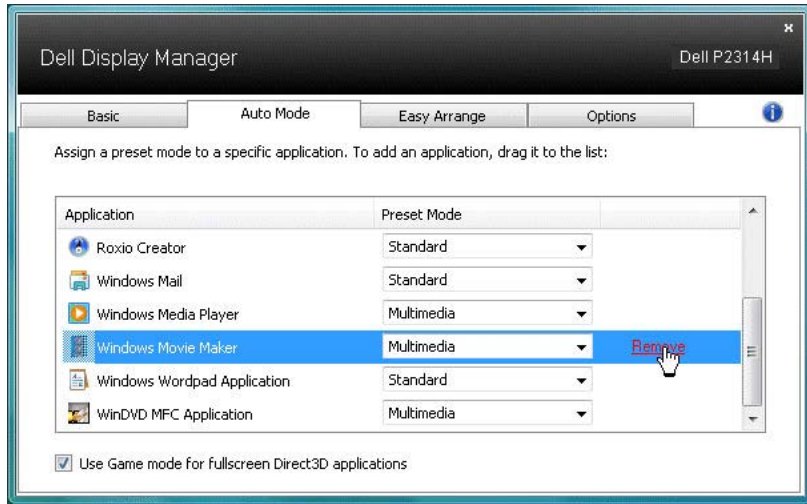 x
Dell Display Manager Dell P2314H
Basic Auto Mode Easy Arrange Options i
Assign a preset mode to a specific application. To add an application, drag it to the list:
Application Preset Mode
Roxio Creator Standard
Windows Mail Standard
Windows Media Player Multimedia
Windows Movie Maker Multimedia Remove
Windows Wordpad Application Standard
WinDVD MFC Application Multimedia
Use Game mode for fullscreen Direct3D applications